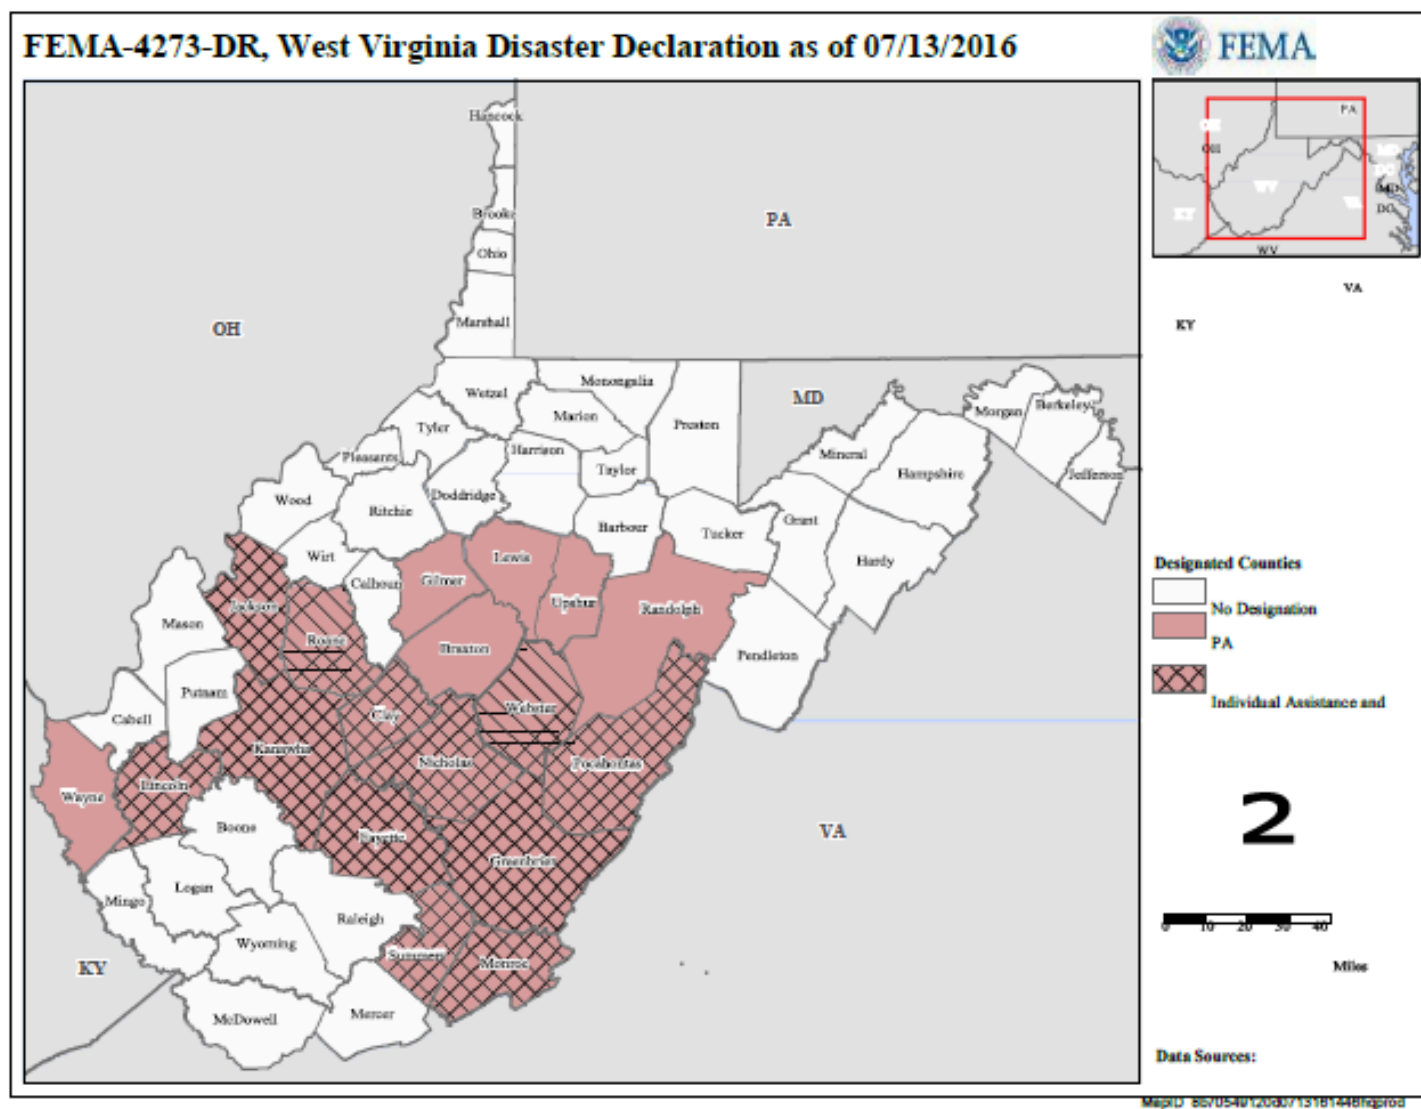 FEMA-4273-DR, West Virginia Disaster Declaration as of 07/13/2016
FEMA
Hancock
Brooke
Ohio
Marshall
PA
OH
Wetzel
Monongalia
Marion
Preston
MD
Morgan
Berkeley
Jefferson
Tyler
Pleasants
Harrison
Taylor
Mineral
Hampshire
Wood
Ritchie
Doddridge
Barbour
Tucker
Grant
Hardy
Wirt
Calhoun
Gilmer
Lewis
Upshur
Randolph
Mason
Jackson
Roane
Braxton
Pendleton
Putnam
Cabell
Clay
Webster
Kanawha
Nicholas
Pocahontas
Wayne
Lincoln
Boone
Fayette
Greenbrier
VA
Mingo
Logan
Raleigh
Wyoming
Summers
Monroe
KY
McDowell
Mercer
PA
OH
OH
MD
DC
MD
DC
WV
VA
KY
WV
VA
KY
Designated Counties
No Designation
PA
Individual Assistance and
2
0 10 20 30 40
Miles
Data Sources: